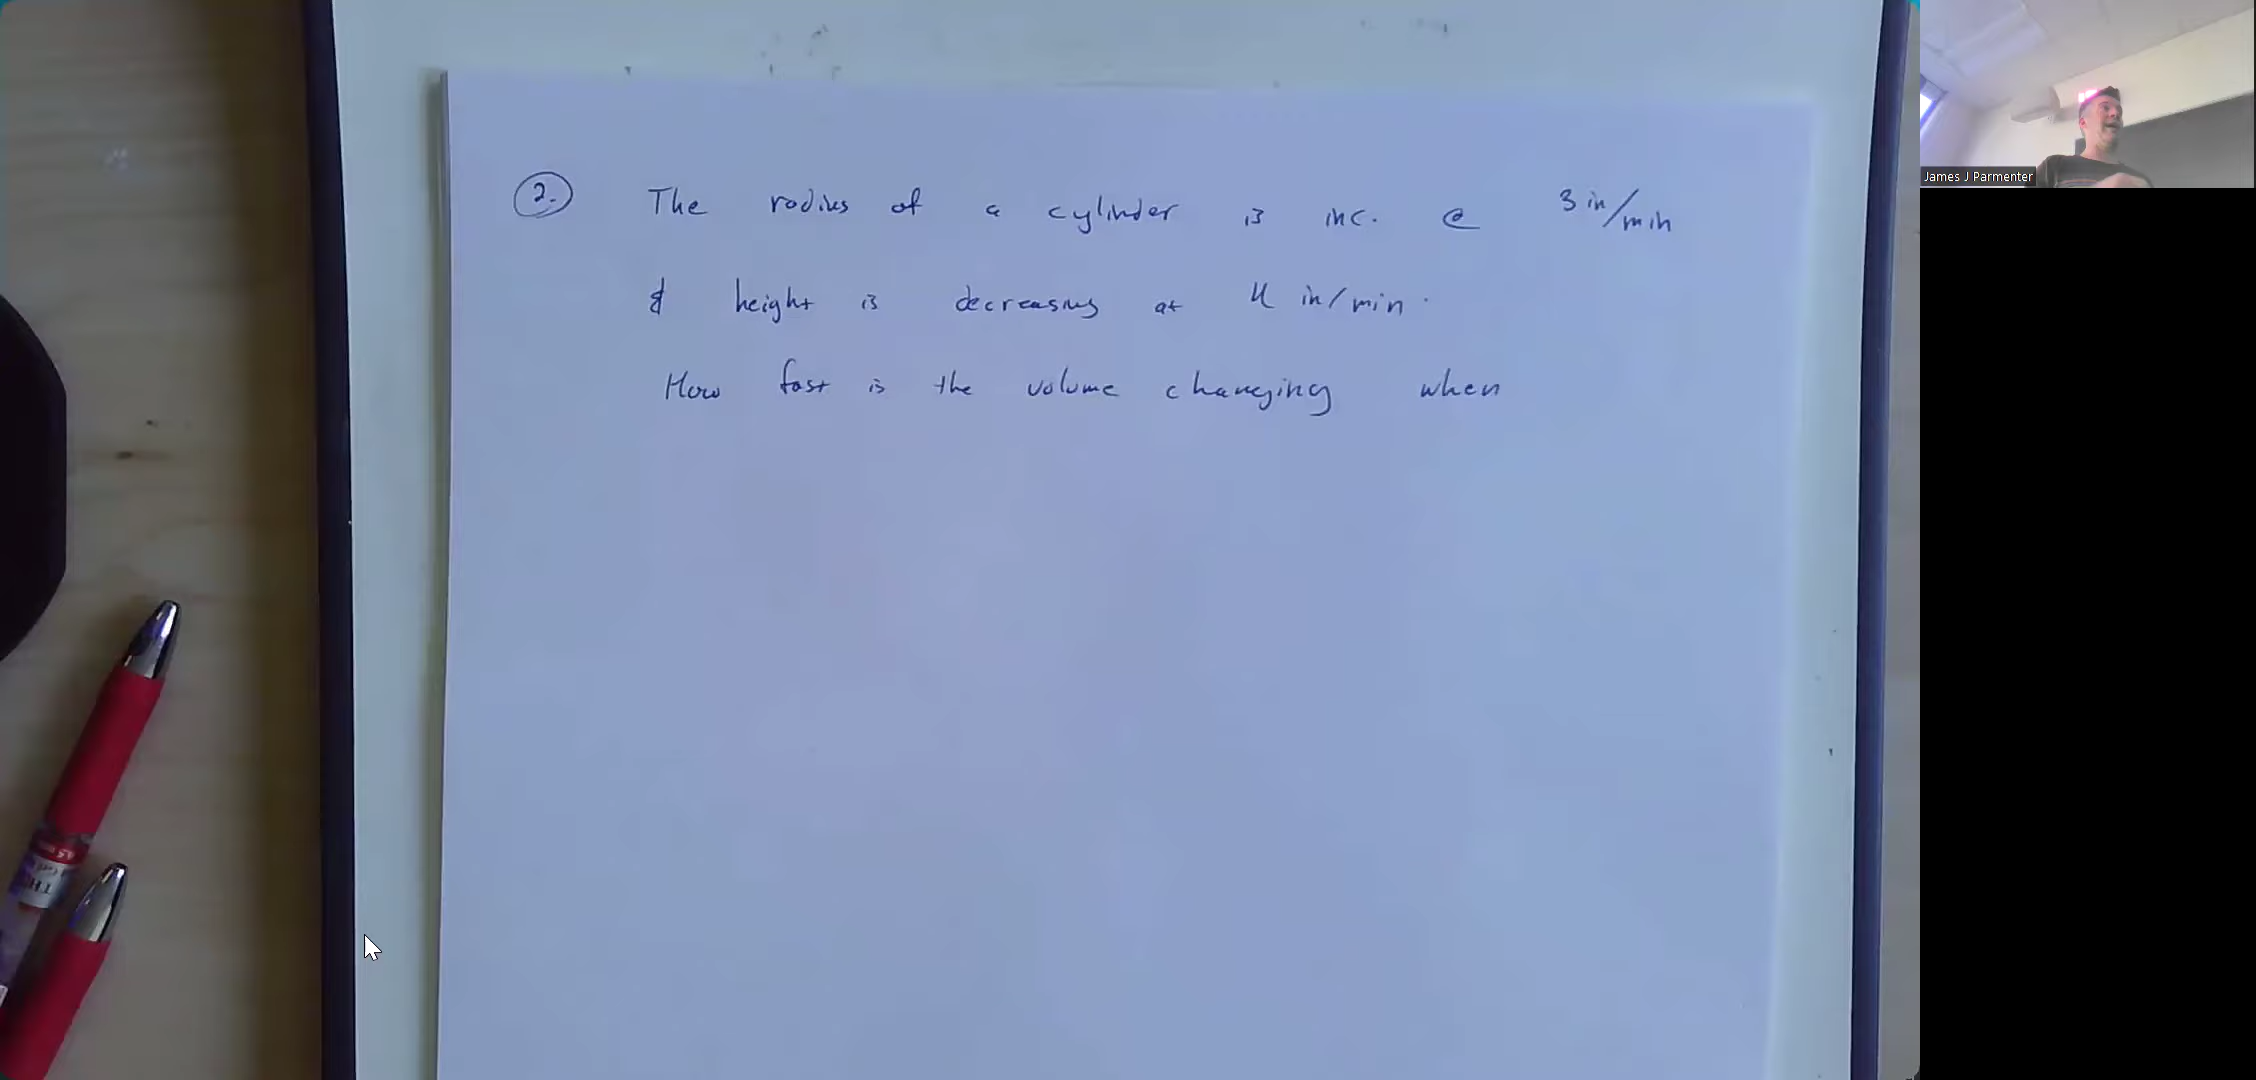 2. The radius of a cylinder is inc. @ 3 in/min
& height is decreasing at 4 in/min.
How fast is the volume changing when
James J Parmenter